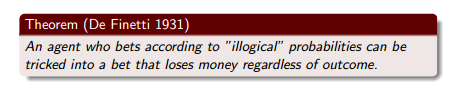 Theorem (De Finetti 1931)
An agent who bets according to "illogical" probabilities can be
tricked into a bet that loses money regardless of outcome.